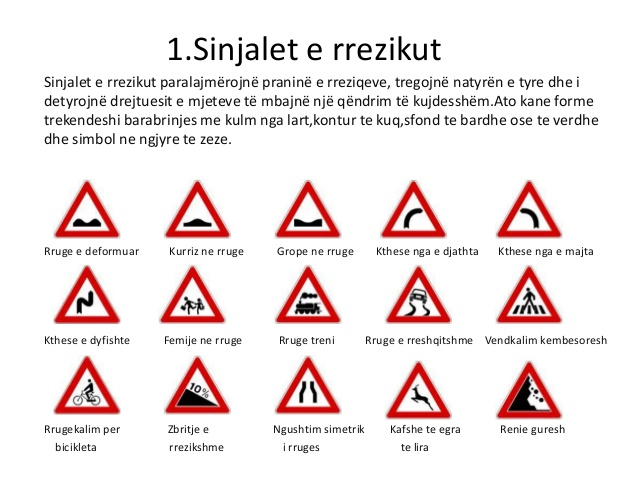 1.Sinjalet e rrezikut
Sinjalet e rrezikut paralajmërojnë praninë e rreziqeve, tregojnë natyrën e tyre dhe i
detyrojnë drejtuesit e mjeteve të mbajnë një qëndrim të kujdesshëm.Ato kane forme
trekendeshi barabrinjes me kulm nga lart,kontur te kuq,sfond te bardhe ose te verdhe
dhe simbol ne ngjyre te zeze.
Rruge e deformuar Kurriz ne rruge Grope ne rruge Kthese nga e djathta Kthese nga e majta
Kthese e dyfishte Femije ne rruge Rruge treni Rruge e rreshqitshme Vendkalim kembesoresh
10%
Rrugekalim per Zbritje e Ngushtim simetrik Kafshe te egra Renie guresh
bicikleta rrezikshme i rruges te lira